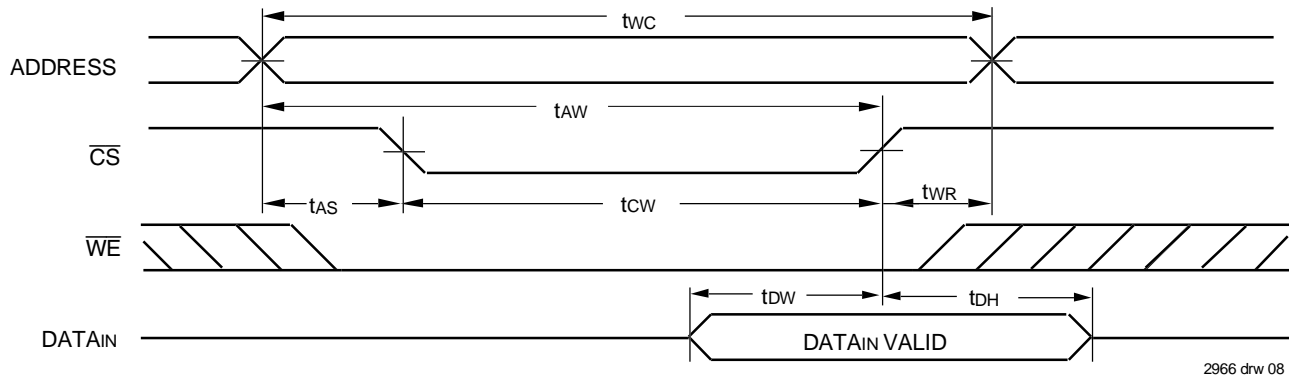 tWC
ADDRESS
tAW
CS
tAS
tCW
tWR
WE
tDW
tDH
DATAIN
DATAIN VALID
2966 drw 08